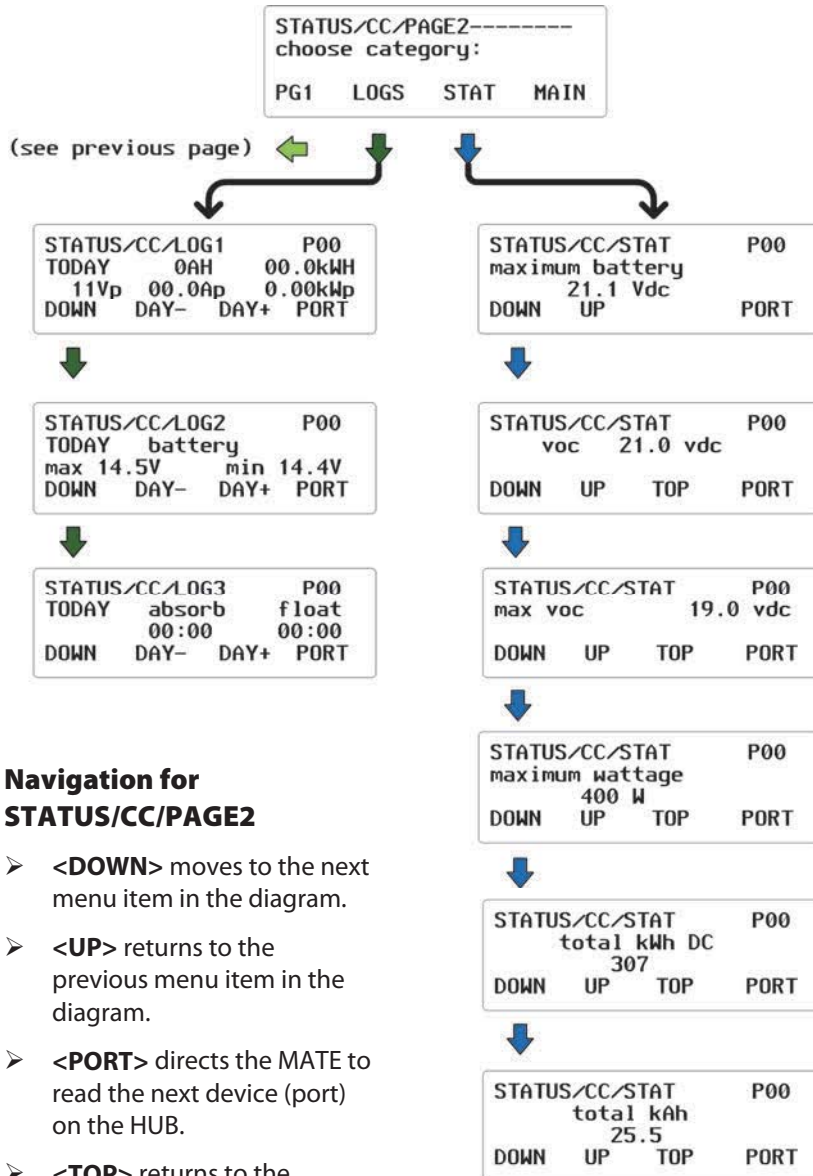 STATUS/CC/PAGE2--------
choose category:
PG1 LOGS STAT MAIN
(see previous page)
STATUS/CC/LOG1 P00
TODAY 0AH 00.0kWH
11Vp 00.0Ap 0.00kWp
DOWN DAY- DAY+ PORT
STATUS/CC/LOG2 P00
TODAY battery
max 14.5V min 14.4V
DOWN DAY- DAY+ PORT
STATUS/CC/LOG3 P00
TODAY absorb float
00:00 00:00
DOWN DAY- DAY+ PORT
STATUS/CC/STAT P00
maximum battery
21.1 Vdc
DOWN UP PORT
STATUS/CC/STAT P00
voc 21.0 vdc
DOWN UP TOP PORT
STATUS/CC/STAT P00
max voc 19.0 vdc
DOWN UP TOP PORT
STATUS/CC/STAT P00
maximum wattage
400 W
DOWN UP TOP PORT
STATUS/CC/STAT P00
total kWh DC
307
DOWN UP TOP PORT
STATUS/CC/STAT P00
total kAh
25.5
DOWN UP TOP PORT
Navigation for
STATUS/CC/PAGE2
➢ <DOWN> moves to the next
menu item in the diagram.
➢ <UP> returns to the
previous menu item in the
diagram.
➢ <PORT> directs the MATE to
read the next device (port)
on the HUB.
➢ <TOP> returns to the